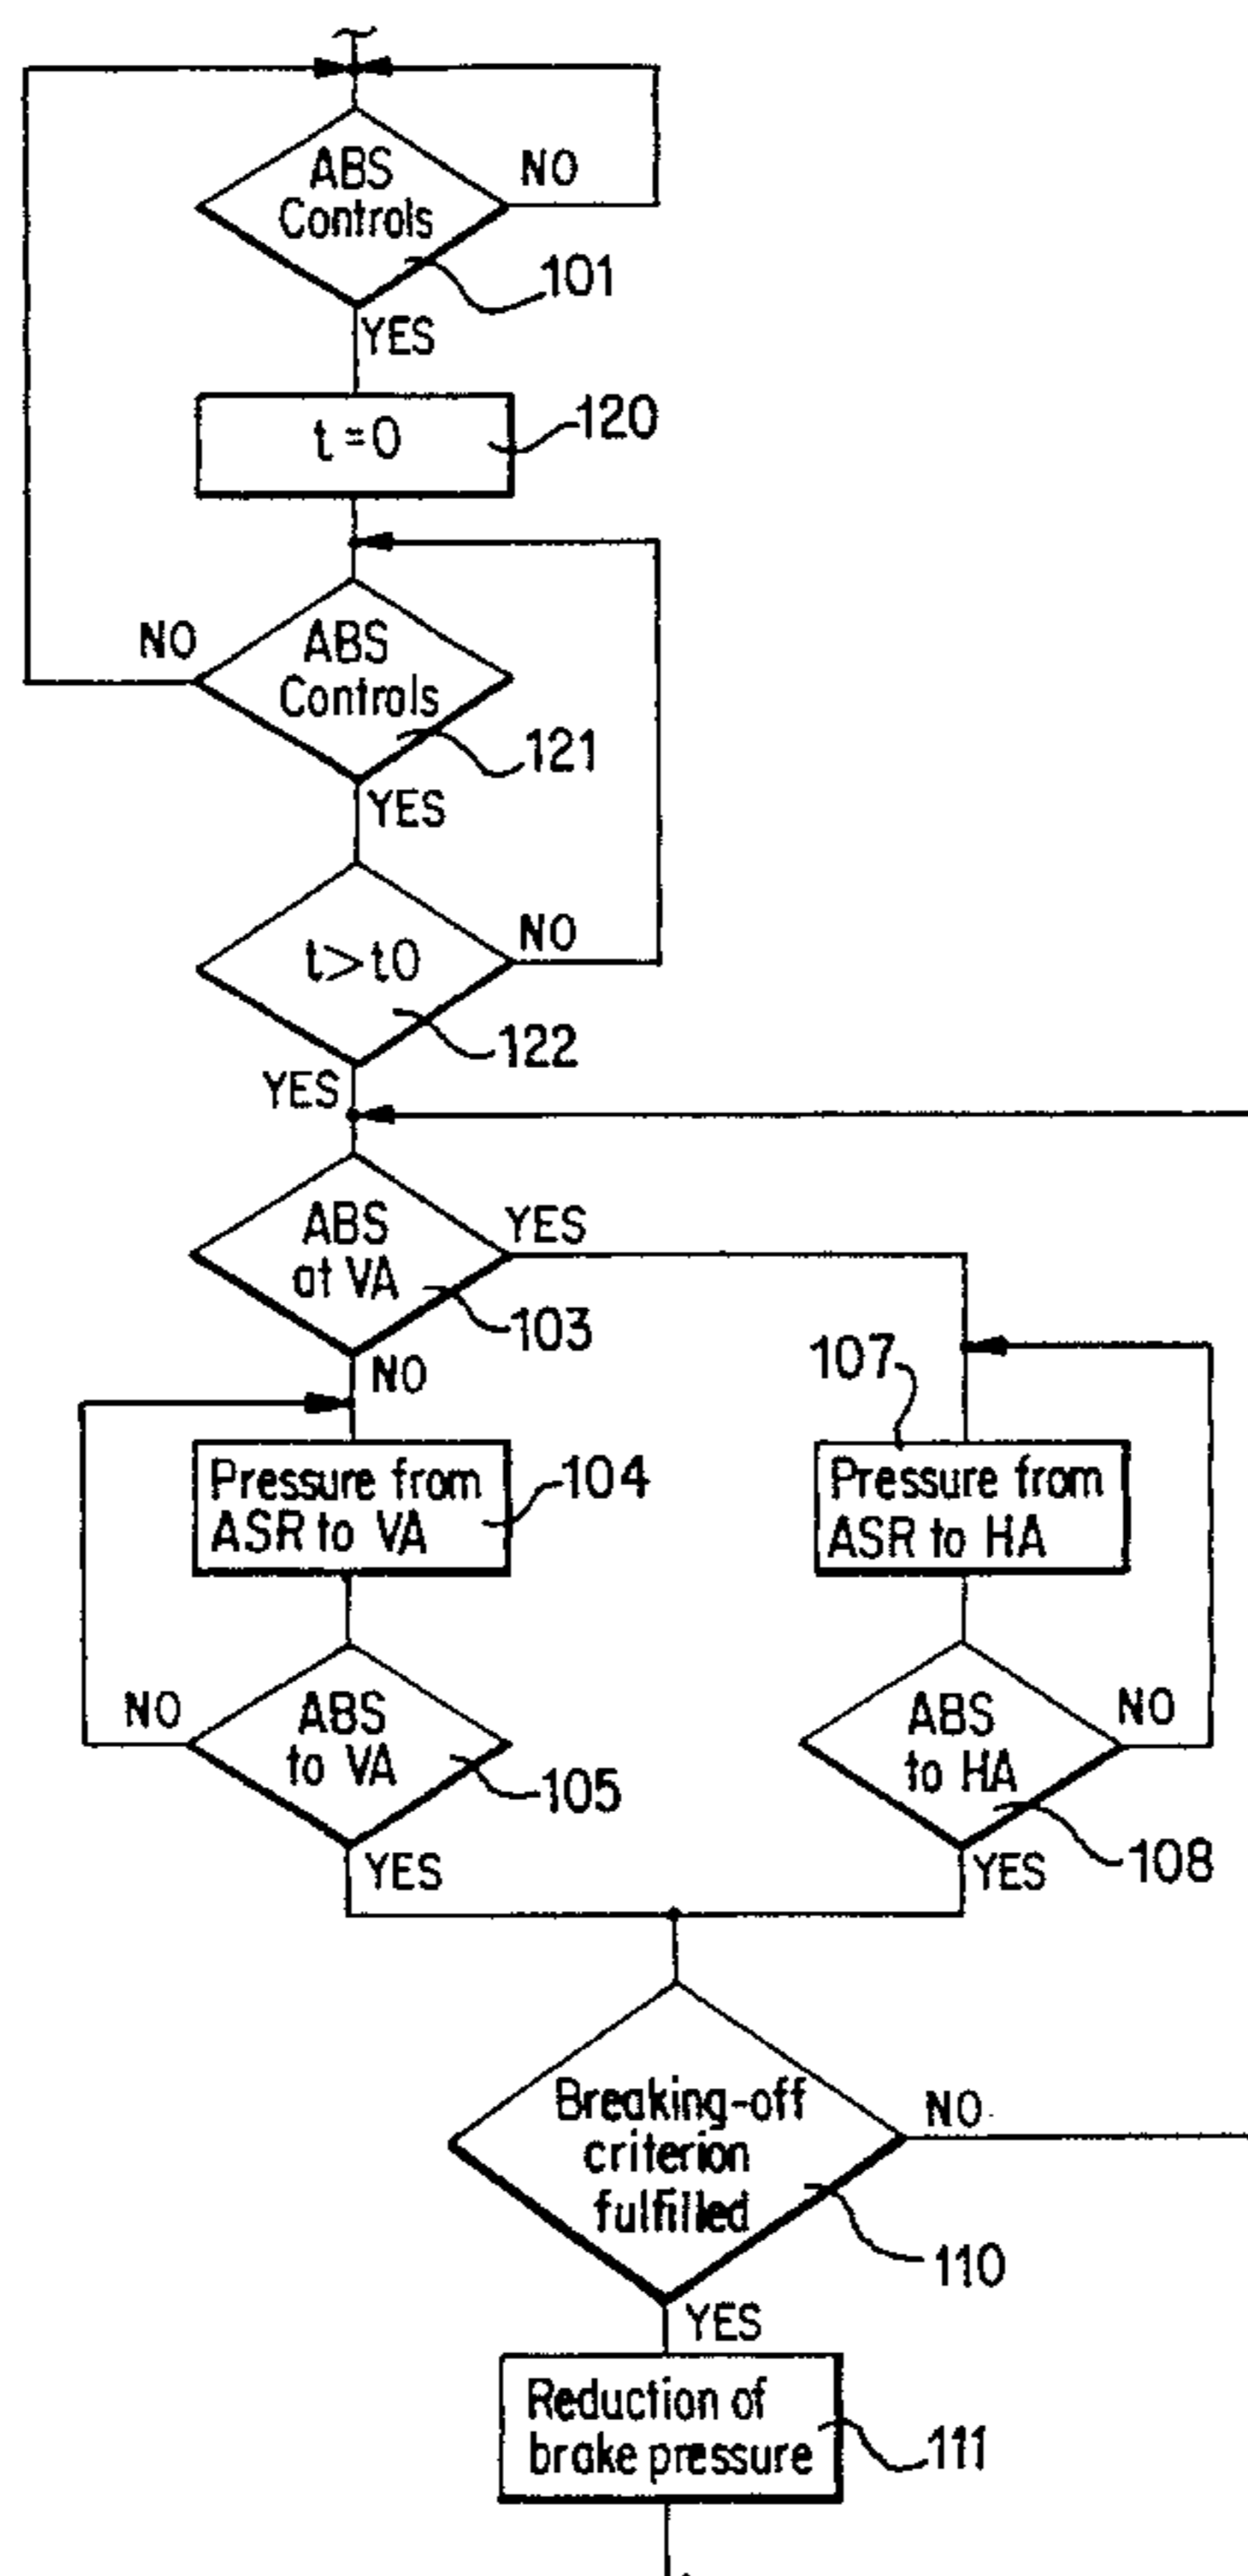 ABS
Controls
NO
101
YES
t=0
120
NO
ABS
Controls
121
YES
t>t0
NO
122
YES
ABS
at VA
YES
103
NO
107
Pressure from
ASR to VA
104
Pressure from
ASR to HA
NO
ABS
to VA
105
YES
ABS
to HA
NO
108
YES
Breaking-off
criterion
fulfilled
NO
110
YES
Reduction of
brake pressure
111